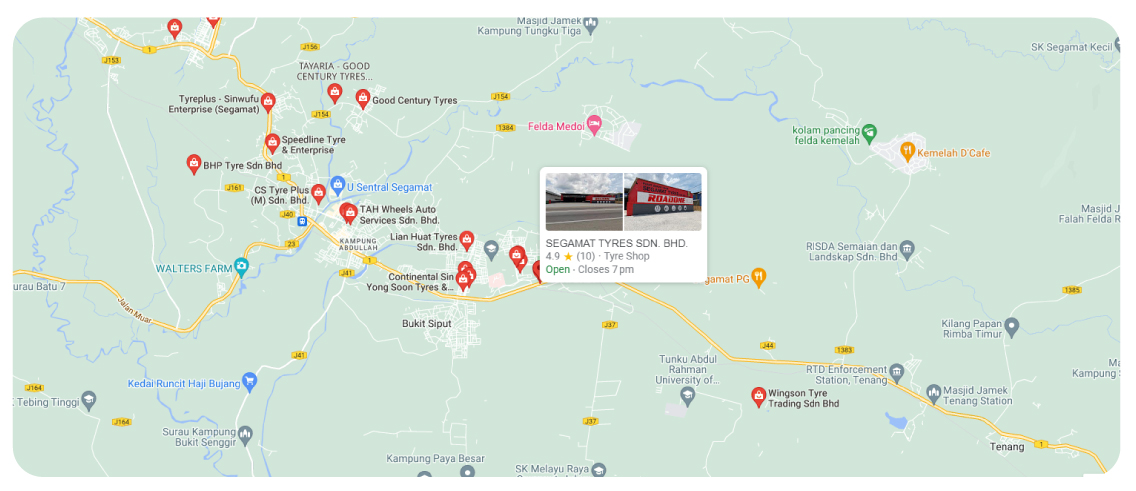 Masjid Jamek
Kampung Tungku Tiga
SK Segamat Kecil
J153
1
J156
TAYARIA - GOOD
CENTURY TYRES...
Tyreplus - Sinwufu
Enterprise (Segamat)
Good Century Tyres
J154
J154
1384
Felda Medoi
kolam pancing
felda kemelah
Kemelah D'Cafe
Speedline Tyre
& Enterprise
BHP Tyre Sdn Bhd
1
J161
CS Tyre Plus
(M) Sdn. Bhd.
U Sentral Segamat
J40
TAH Wheels Auto
Services Sdn. Bhd.
KAMPUNG
ABDULLAH
23
Lian Huat Tyres
Sdn. Bhd.
ROADONE
SEGAMAT TYRES SDN. BHD.
4.9 ★ (10) · Tyre Shop
Open · Closes 7 pm
Masjid J
Falah Felda R
RISDA Semaian dan
Landskap Sdn. Bhd
WALTERS FARM
J41
Continental Sin
Yong Soon Tyres &...
gamat PG
urau Batu 7
Jalan Muar
1385
Bukit Siput
J37
Kilang Papan
Rimba Timur
J41
J44
1383
Tunku Abdul
Rahman
University of...
RTD Enforcement
Station, Tenang
Ma
Kampung S
Kedai Runcit Haji Bujang
J164
. Tebing Tinggi
Wingson Tyre
Trading Sdn Bhd
Masjid Jamek
Tenang Station
J164
J37
Surau Kampung
Bukit Senggir
Tenang
1
Kampung Paya Besar
SK Melayu Raya